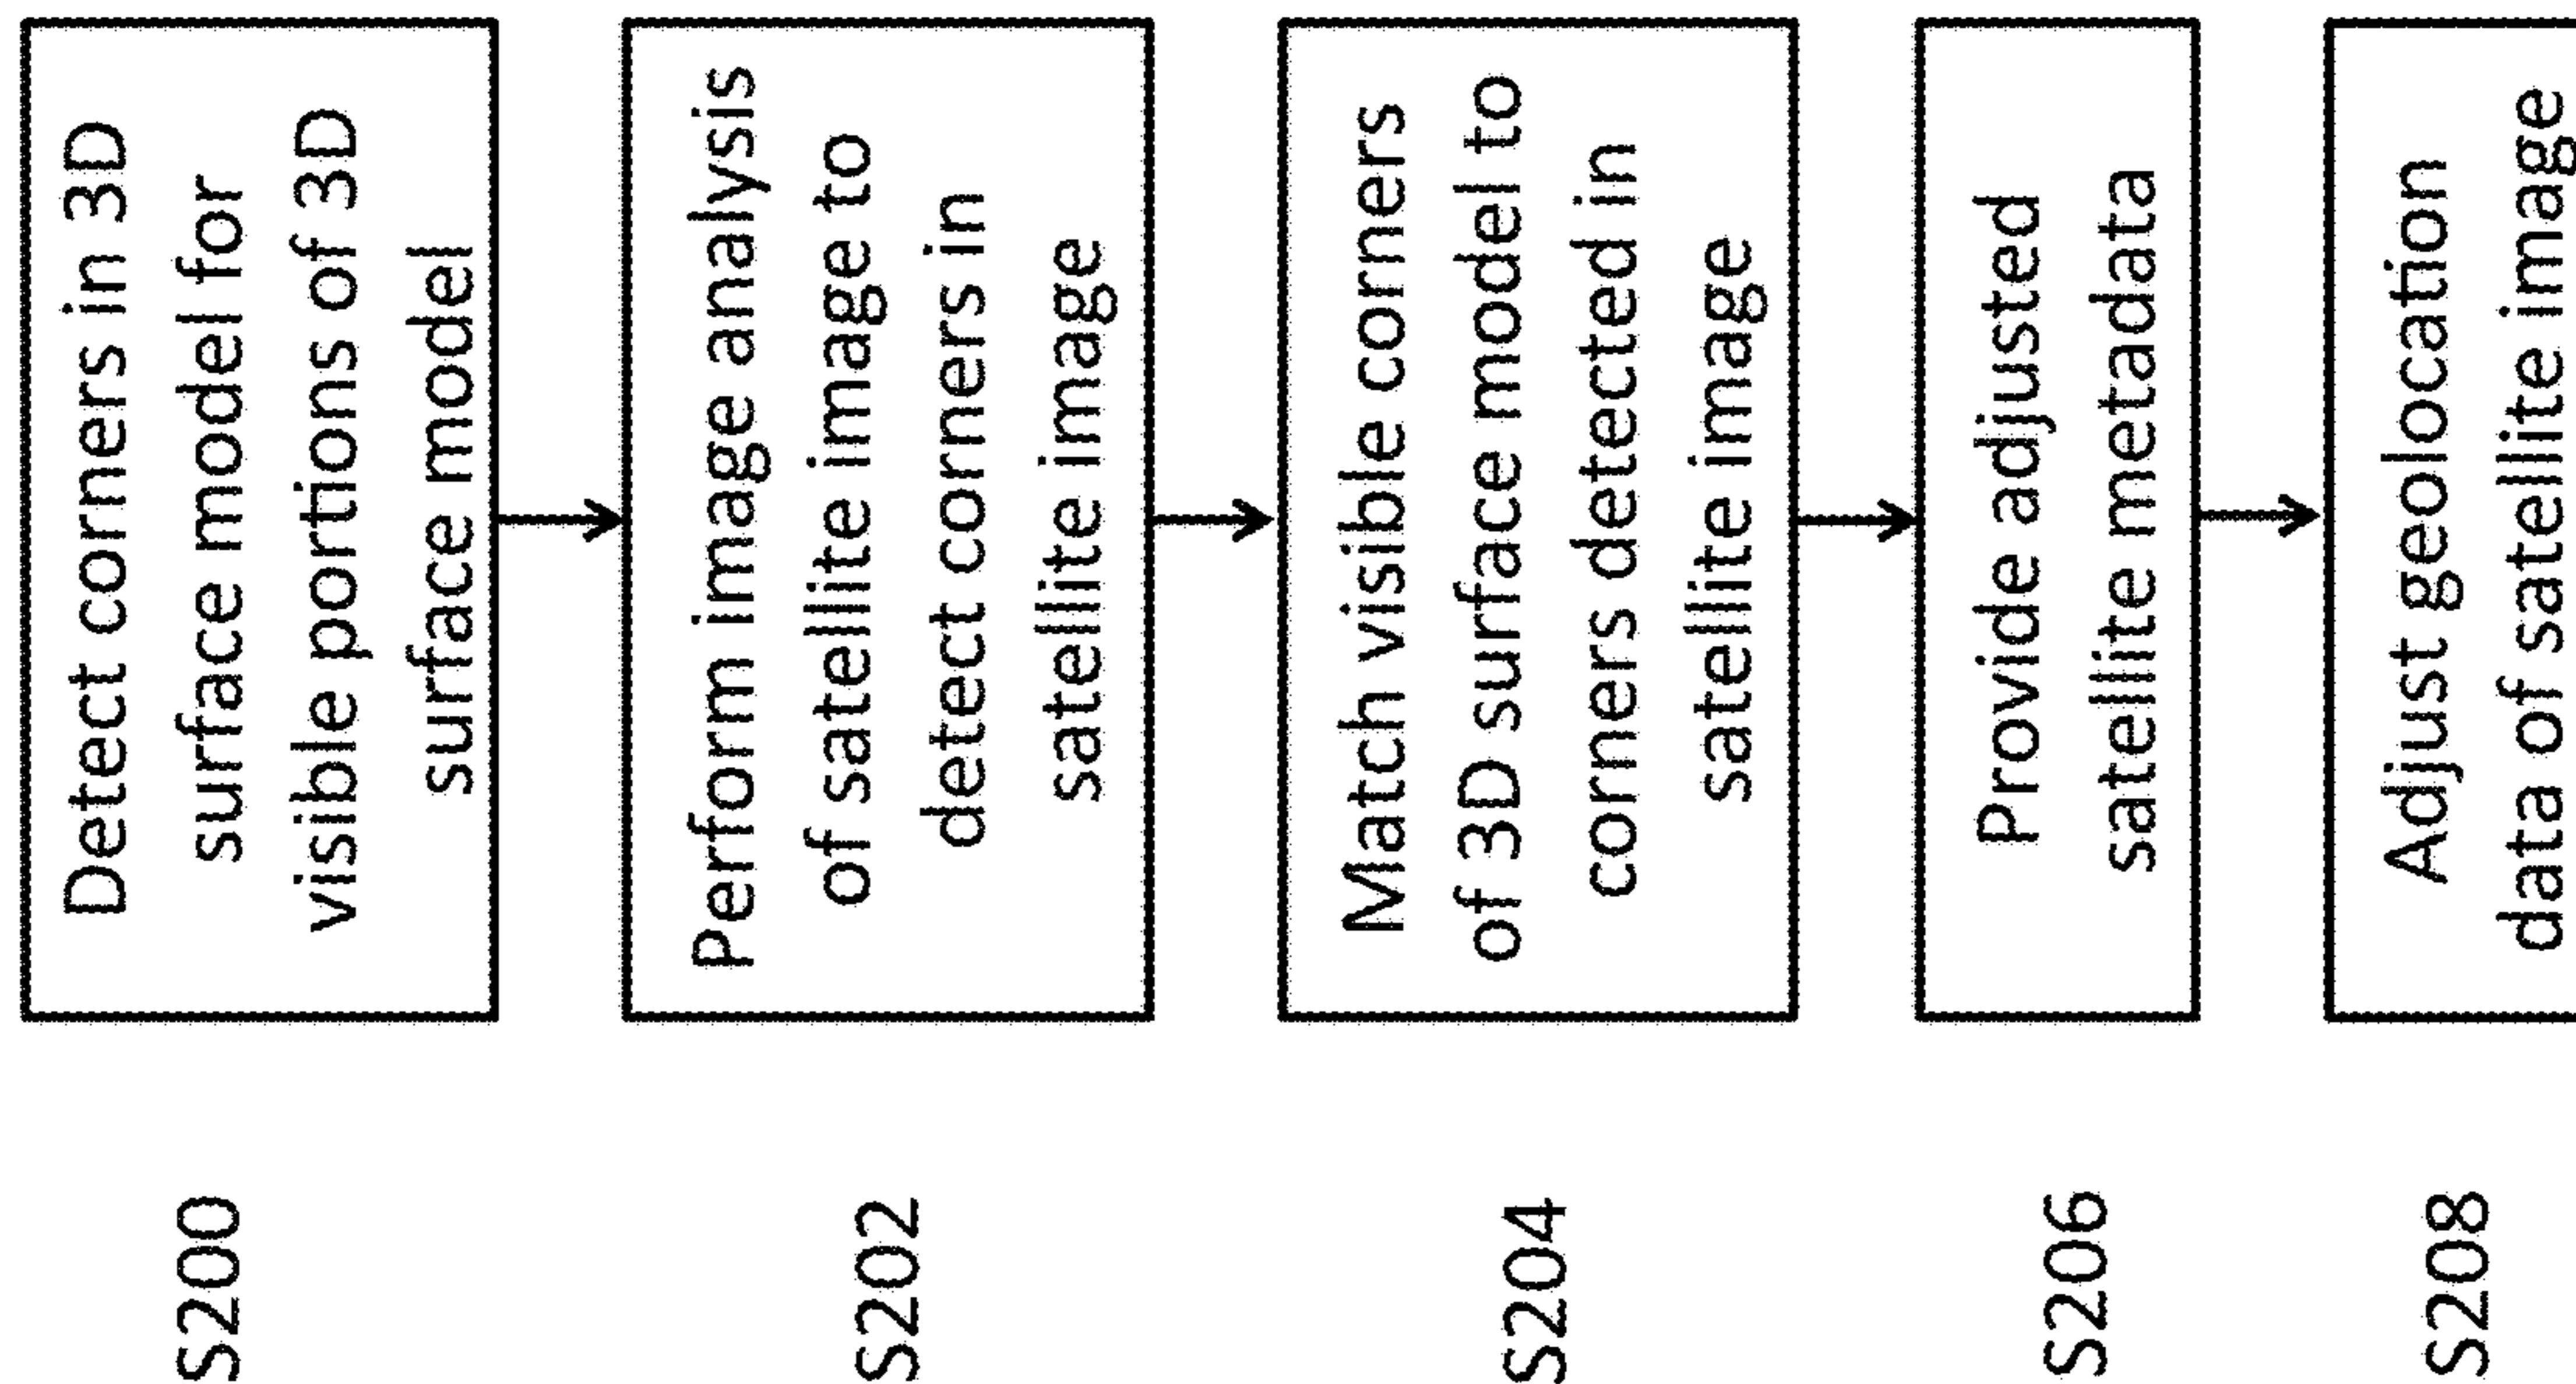 S200
Detect corners in 3D
surface model for
visible portions of 3D
surface model
S202
Perform image analysis
of satellite image to
detect corners in
satellite image
S204
Match visible corners
of 3D surface model to
corners detected in
satellite image
S206
Provide adjusted
satellite metadata
S208
Adjust geolocation
data of satellite image